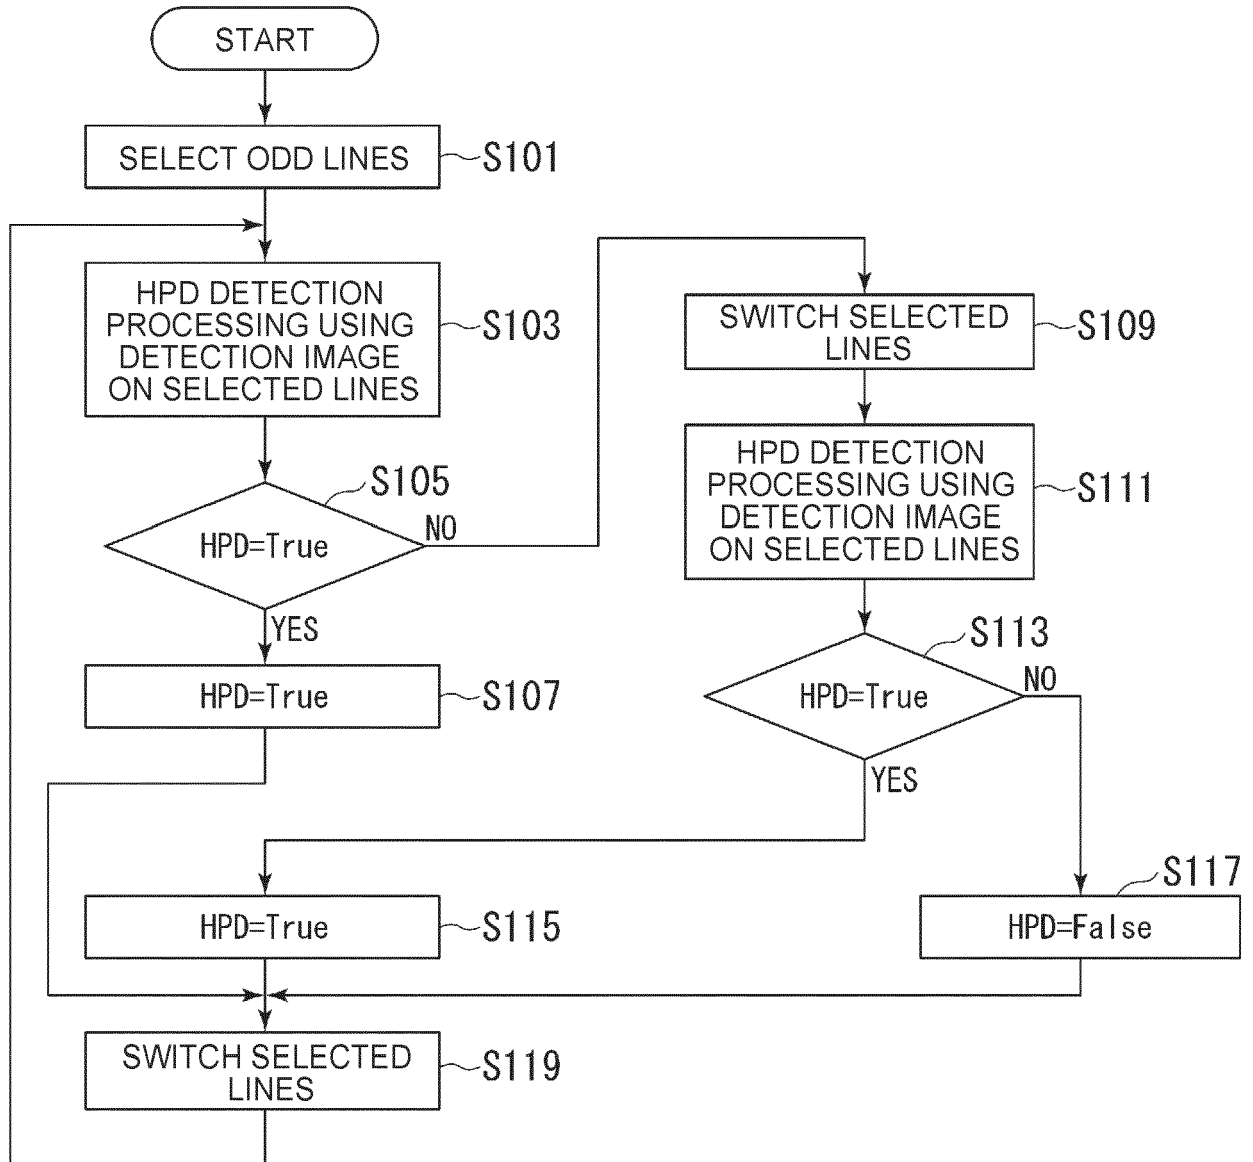 START
SELECT ODD LINES
S101
HPD DETECTION
PROCESSING USING
DETECTION IMAGE
ON SELECTED LINES
S103
S105
HPD=True
NO
YES
HPD=True
S107
SWITCH SELECTED
LINES
S109
HPD DETECTION
PROCESSING USING
DETECTION IMAGE
ON SELECTED LINES
S111
S113
HPD=True
NO
YES
HPD=True
S115
S117
HPD=False
SWITCH SELECTED
LINES
S119